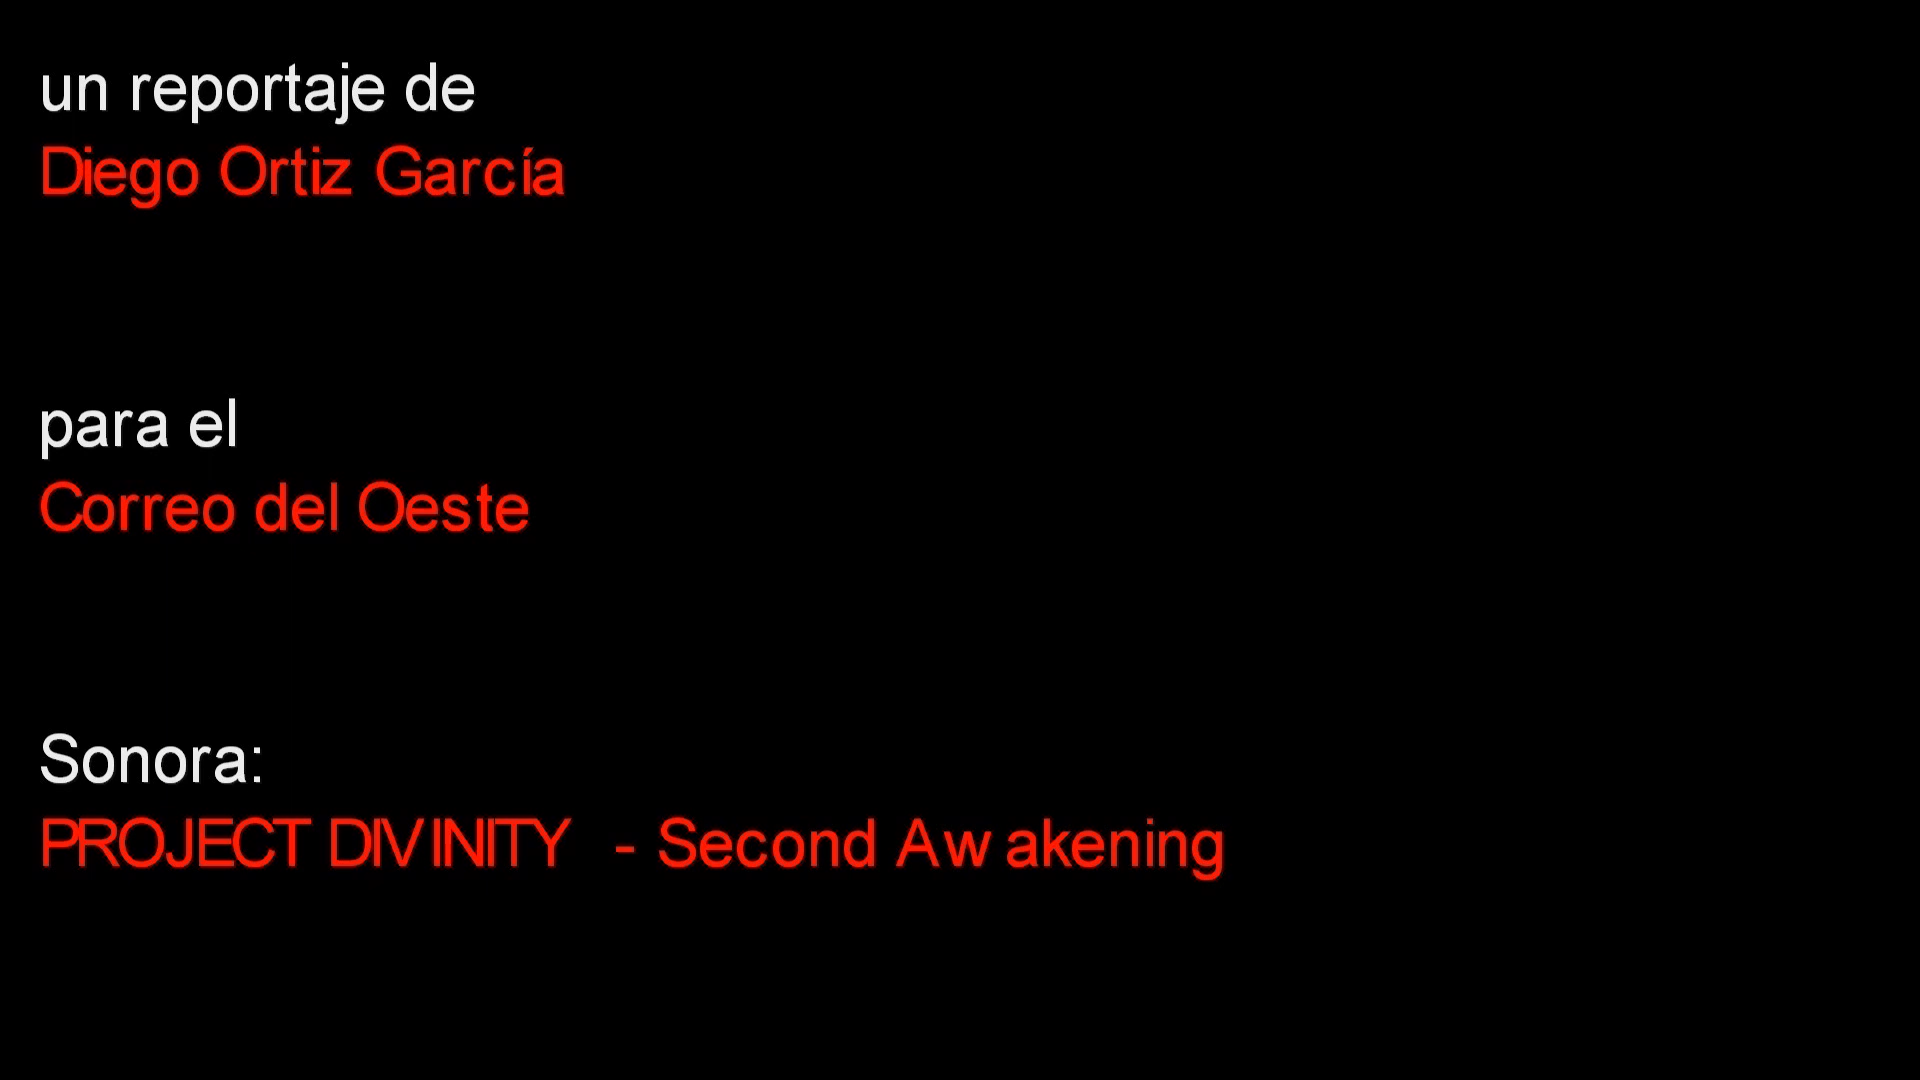 un reportaje de
Diego Ortiz García
para el
Correo del Oeste
Sonora:
PROJECT DIVINITY - Second Awakening